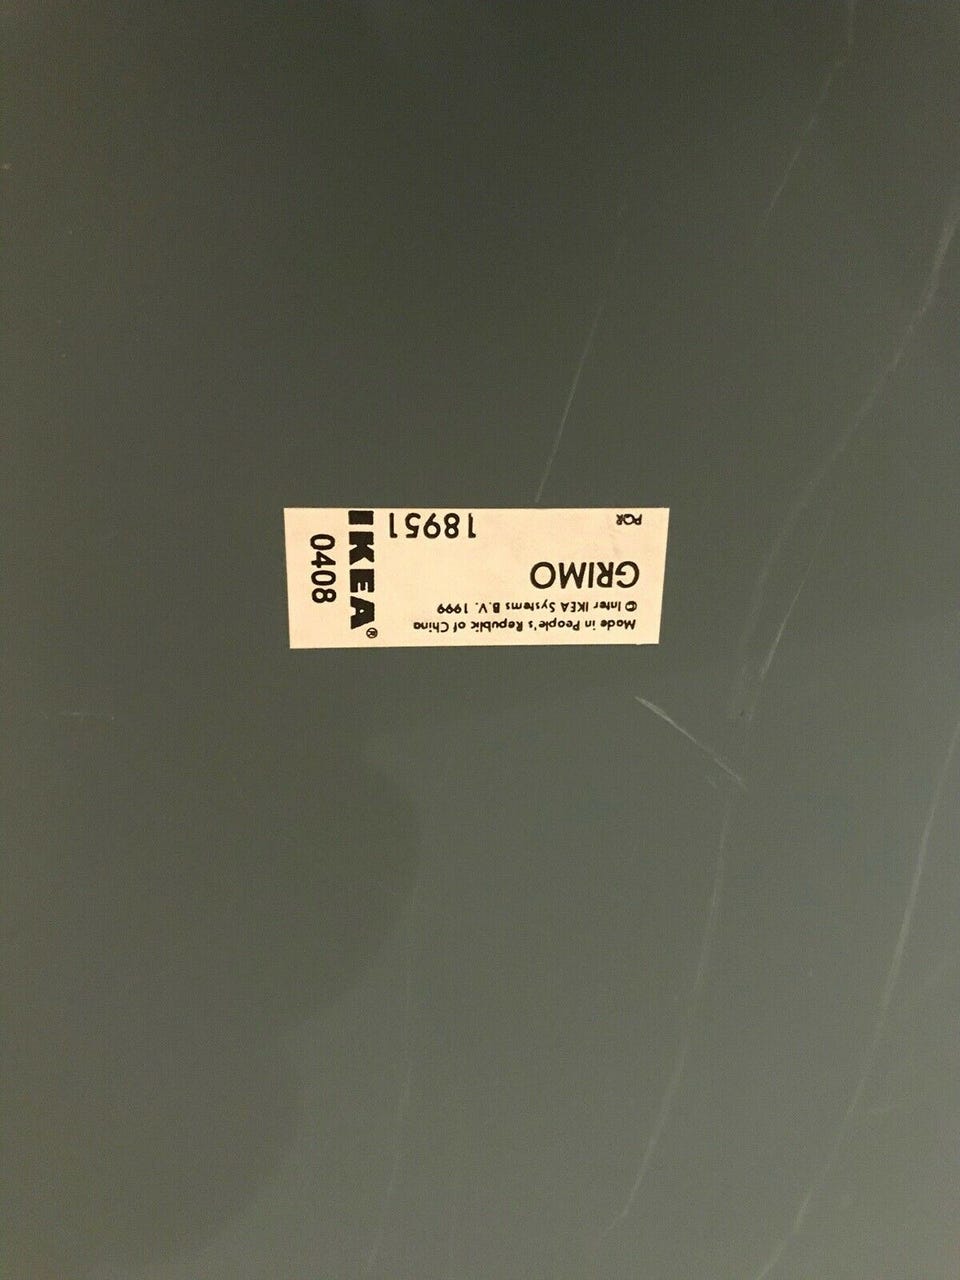 Made in People's Republic of China
© Inter IKEA Systems B.V. 1999
GRIMO
PQR
18951
IKEA®
0408